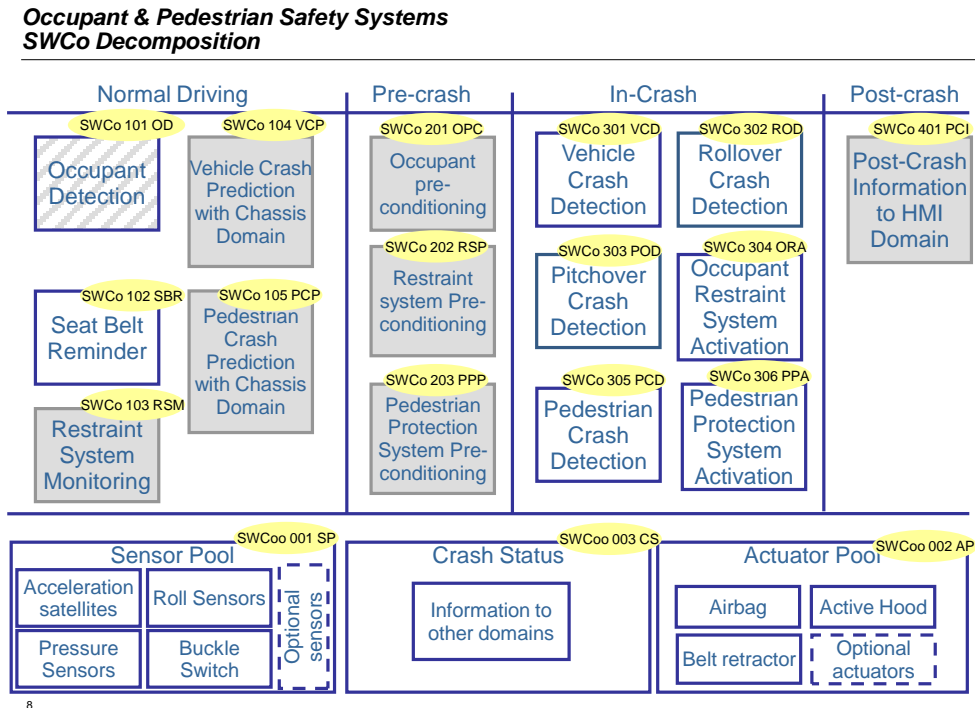 Occupant & Pedestrian Safety Systems
SWCo Decomposition
Normal Driving
Pre-crash
In-Crash
Post-crash
SWCo 101 OD
Occupant
Detection
SWCo 104 VCP
Vehicle Crash
Prediction
with Chassis
Domain
SWCo 102 SBR
Seat Belt
Reminder
SWCo 105 PCP
Pedestrian
Crash
Prediction
with Chassis
Domain
SWCo 103 RSM
Restraint
System
Monitoring
SWCo 201 OPC
Occupant
pre-
conditioning
SWCo 202 RSP
Restraint
system Pre-
conditioning
SWCo 203 PPP
Pedestrian
Protection
System Pre-
conditioning
SWCo 301 VCD
Vehicle
Crash
Detection
SWCo 302 ROD
Rollover
Crash
Detection
SWCo 303 POD
Pitchover
Crash
Detection
SWCo 304 ORA
Occupant
Restraint
System
Activation
SWCo 305 PCD
Pedestrian
Crash
Detection
SWCo 306 PPA
Pedestrian
Protection
System
Activation
SWCo 401 PCI
Post-Crash
Information
to HMI
Domain
SWCoo 001 SP
Sensor Pool
Acceleration
satellites
Roll Sensors
Pressure
Sensors
Buckle
Switch
Optional
sensors
SWCoo 003 CS
Crash Status
Information to
other domains
SWCoo 002 AP
Actuator Pool
Airbag
Active Hood
Belt retractor
Optional
actuators
8